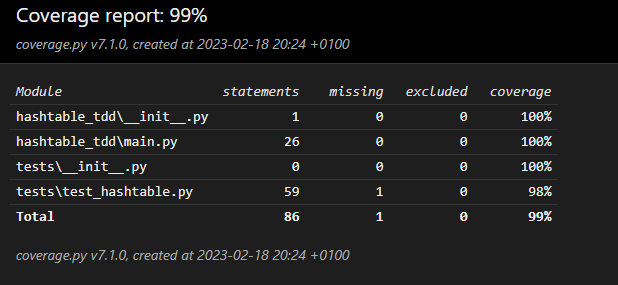 Coverage report: 99%
coverage.py v7.1.0, created at 2023-02-18 20:24 +0100
Module statements missing excluded coverage
hashtable_tdd\__init__.py 1 0 0 100%
hashtable_tdd\main.py 26 0 0 100%
tests\__init__.py 0 0 0 100%
tests\test_hashtable.py 59 1 0 98%
Total 86 1 0 99%
coverage.py v7.1.0, created at 2023-02-18 20:24 +0100